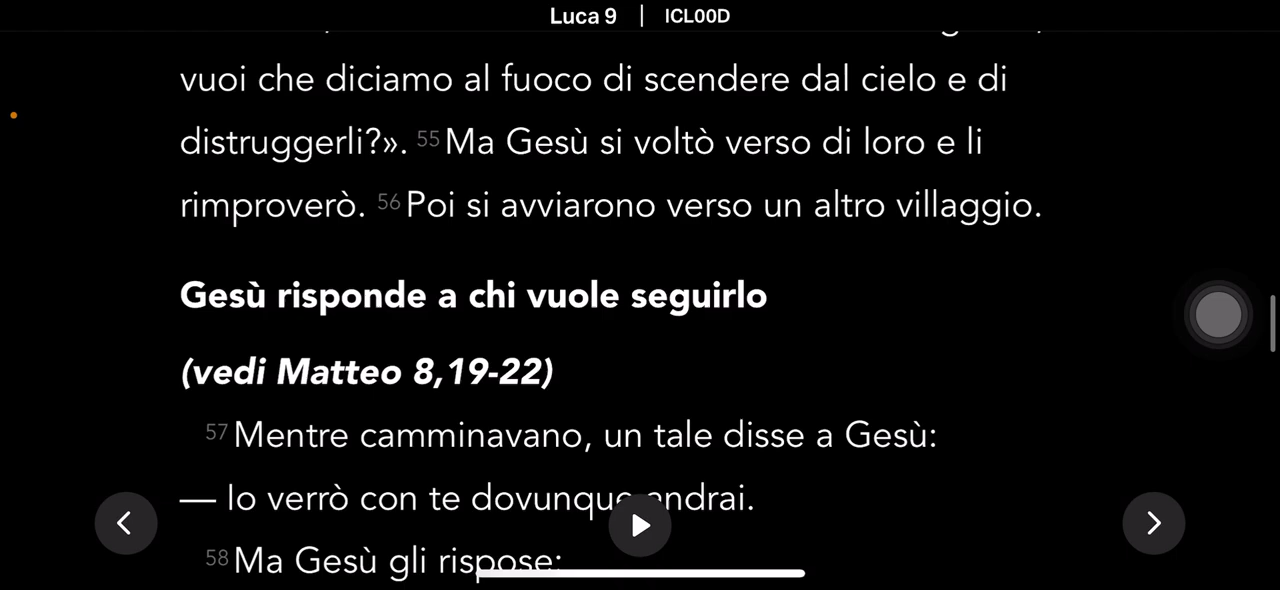 Luca 9 | ICL00D
vuoi che diciamo al fuoco di scendere dal cielo e di
distruggerli?». 55 Ma Gesù si voltò verso di loro e li
rimproverò. 56 Poi si avviarono verso un altro villaggio.
Gesù risponde a chi vuole seguirlo
(vedi Matteo 8,19-22)
57 Mentre camminavano, un tale disse a Gesù:
— Io verrò con te dovunque andrai.
58 Ma Gesù gli rispose: